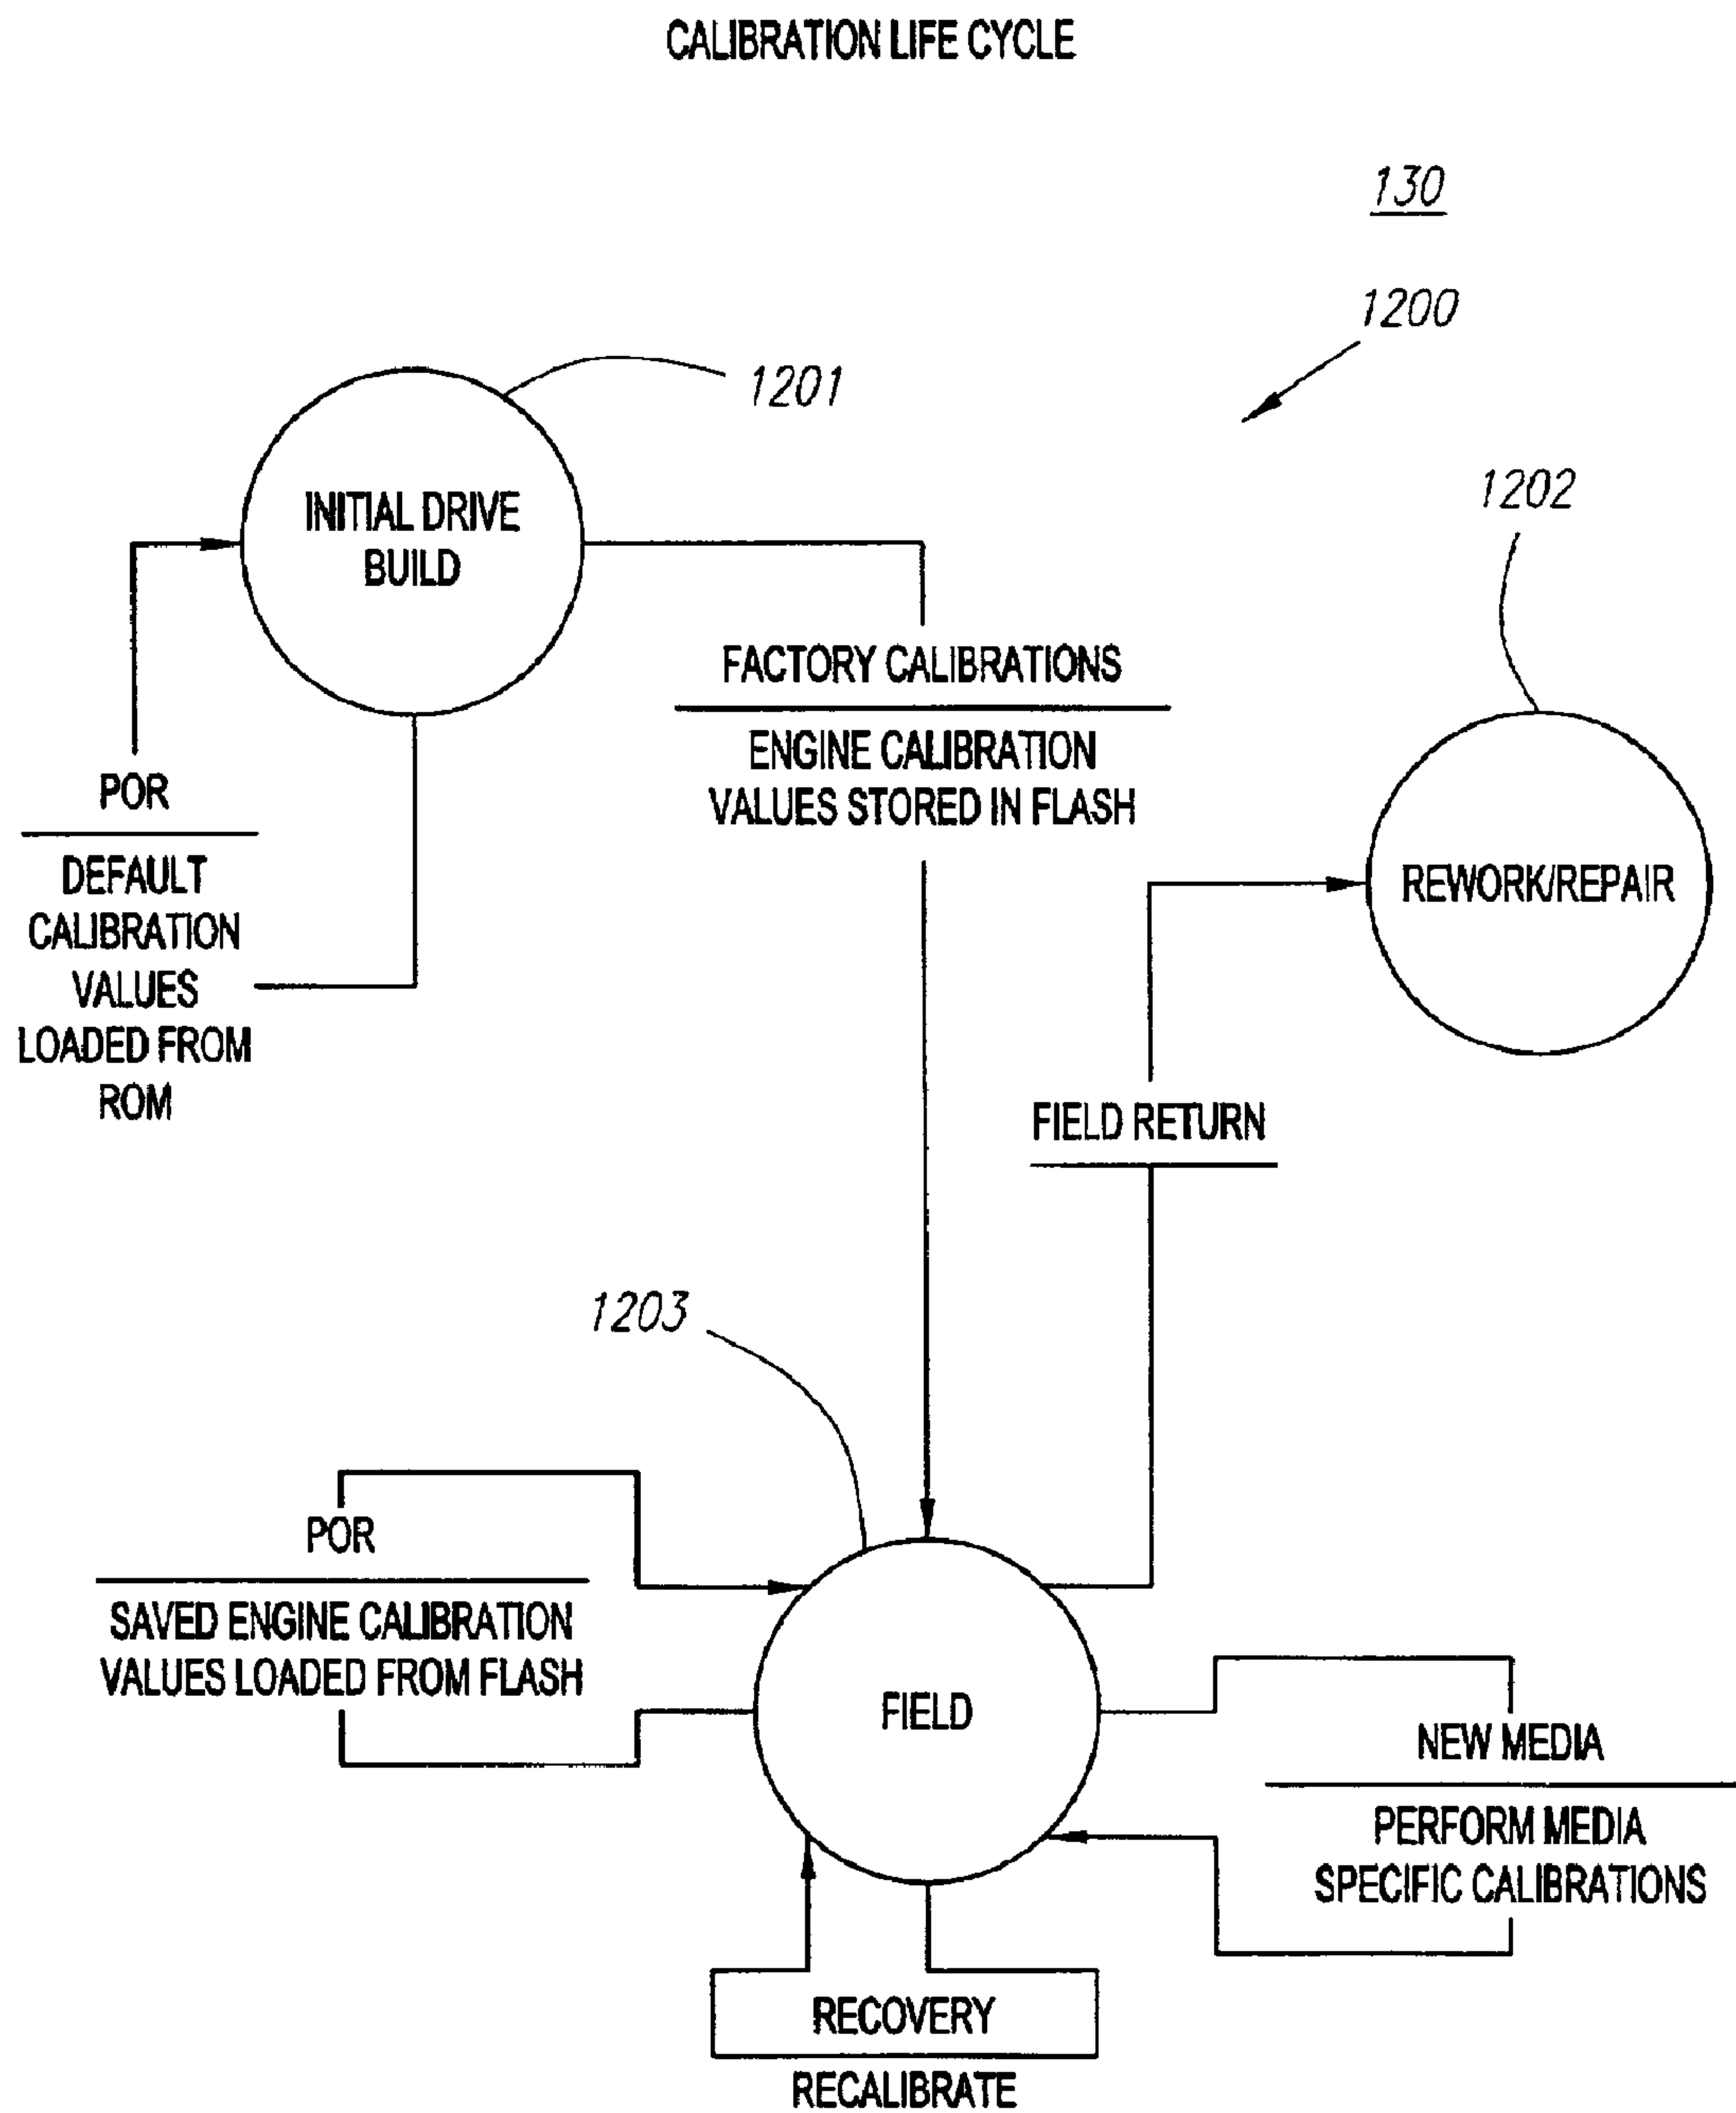 CALIBRATION LIFE CYCLE
130
1200
1201
INITIAL DRIVE
BUILD
1202
FACTORY CALIBRATIONS
ENGINE CALIBRATION
VALUES STORED IN FLASH
POR
DEFAULT
CALIBRATION
VALUES
LOADED FROM
ROM
REWORK/REPAIR
FIELD RETURN
1203
POR
SAVED ENGINE CALIBRATION
VALUES LOADED FROM FLASH
FIELD
NEW MEDIA
PERFORM MEDIA
SPECIFIC CALIBRATIONS
RECOVERY
RECALIBRATE